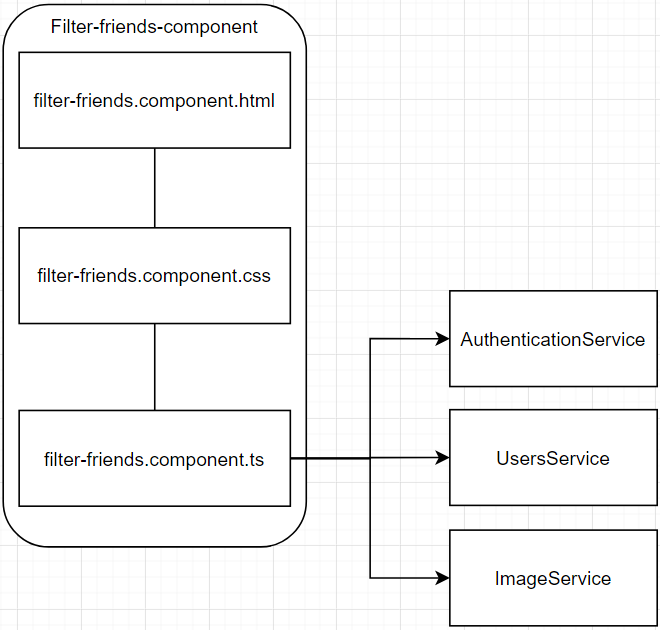 Filter-friends-component
filter-friends.component.html
filter-friends.component.css
filter-friends.component.ts
AuthenticationService
UsersService
ImageService